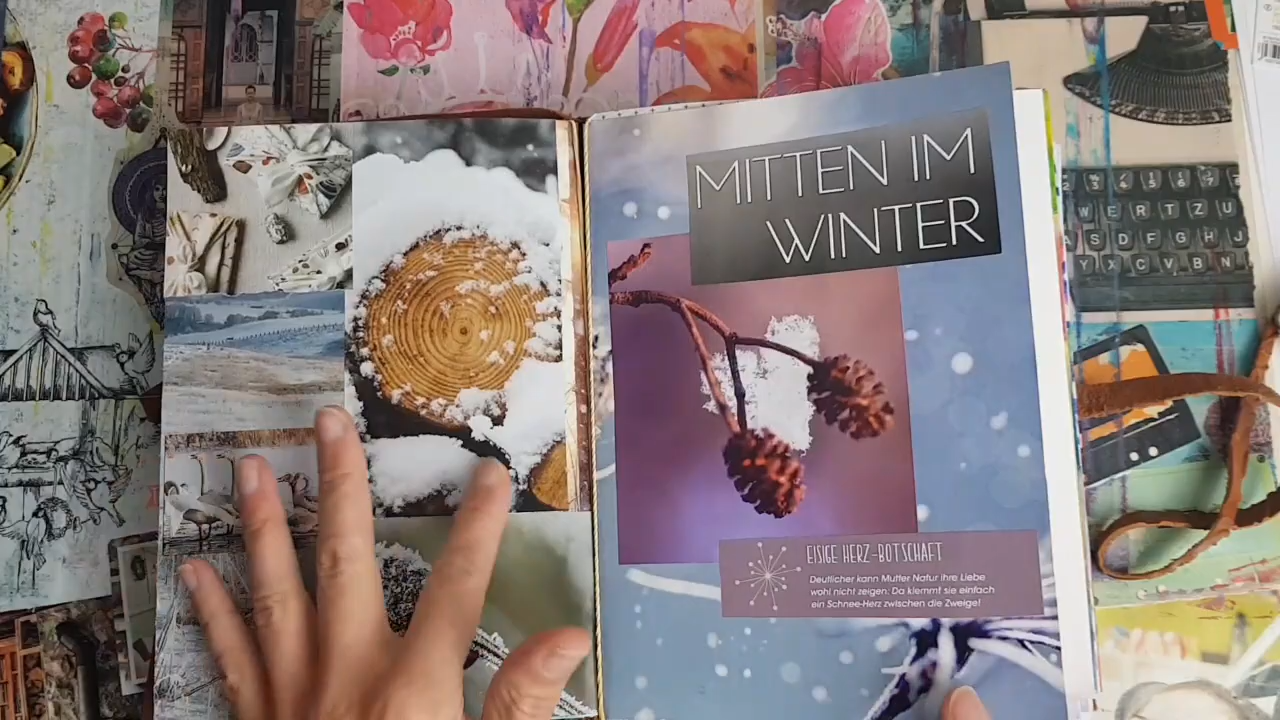 MITTEN IM
WINTER
EISIGE HERZ-BOTSCHAFT
Deutlicher kann Mutter Natur ihre Liebe
wohl nicht zeigen: Da klemmt sie einfach
ein Schnee-Herz zwischen die Zweige!
W E R T Z U
A S D F G H J
Y X C V B N